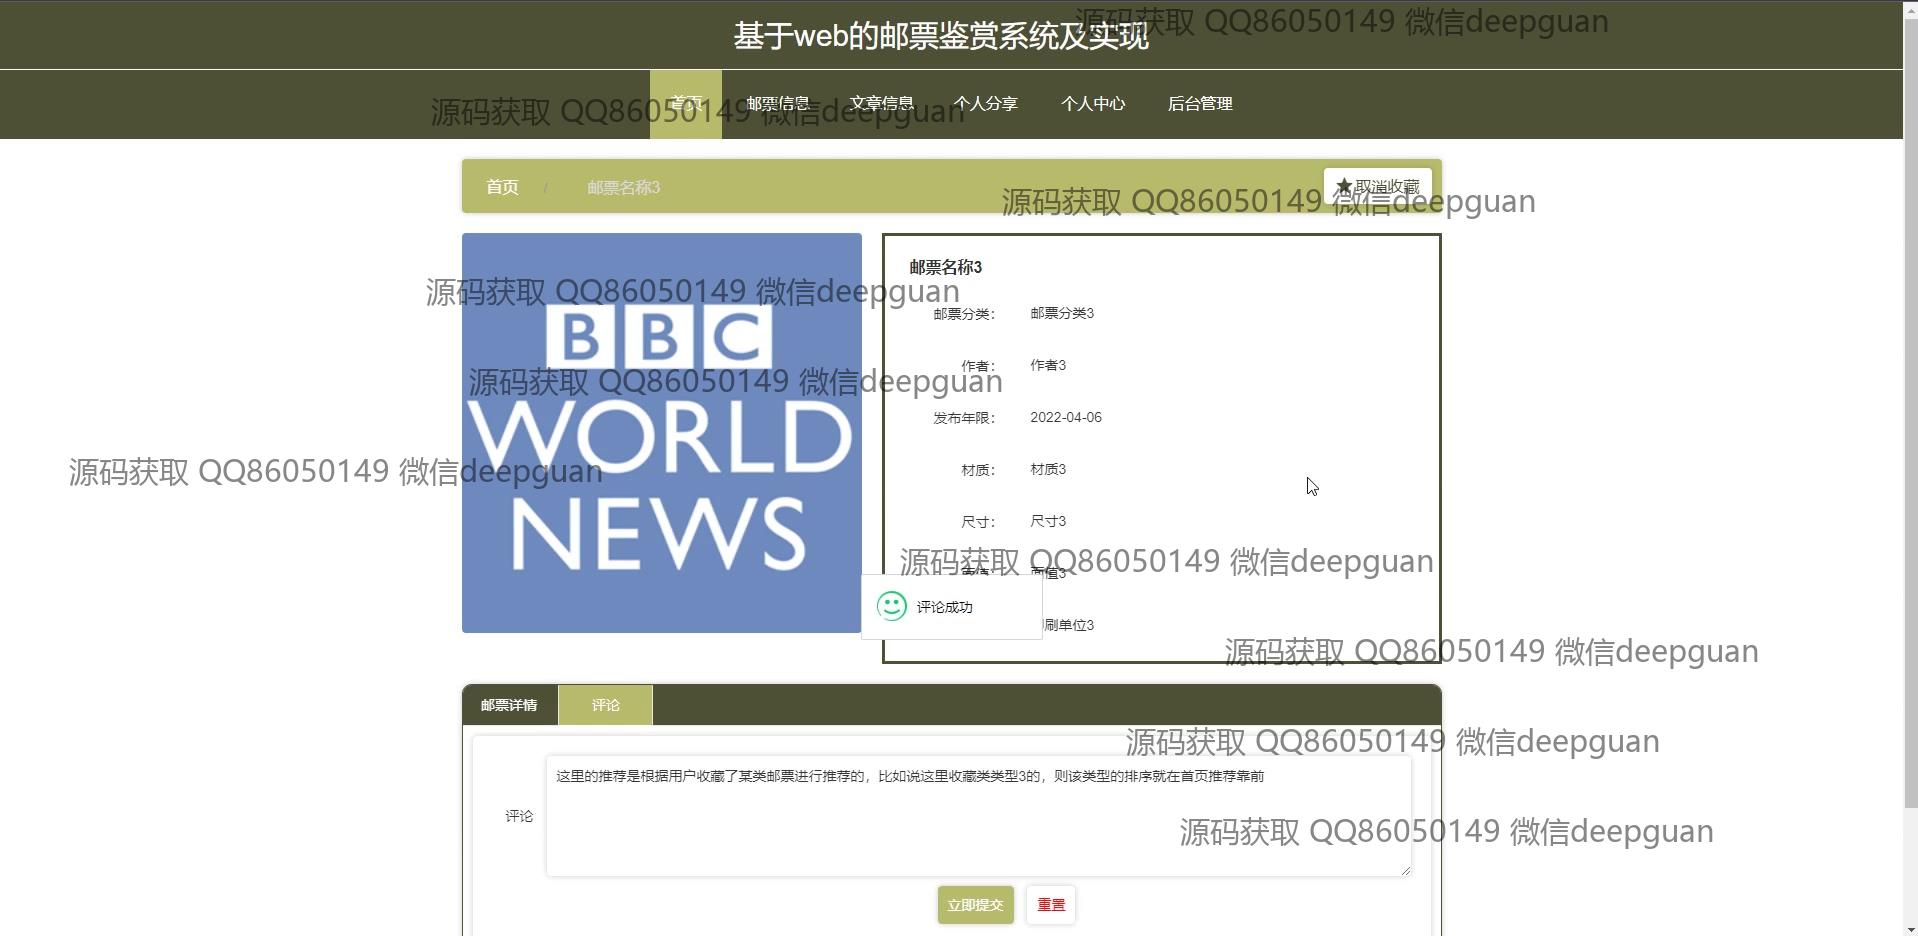 源码获取 QQ86050149 微信deepguan
基于web的邮票鉴赏系统及实现
首页 邮票信息 文章信息 个人分享 个人中心 后台管理
源码获取 QQ86050149 微信deepguan
首页 / 邮票名称3
★取消收藏
源码获取 QQ86050149 微信deepguan
邮票名称3
源码获取 QQ86050149 微信deepguan
BBC
WORLD
NEWS
邮票分类： 邮票分类3
作者： 作者3
源码获取 QQ86050149 微信deepguan
发布年限： 2022-04-06
材质： 材质3
源码获取 QQ86050149 微信deepguan
尺寸： 尺寸3
源码获取 QQ86050149 微信deepguan
面值： 面值3
评论成功
刷单位3
源码获取 QQ86050149 微信deepguan
邮票详情 评论
源码获取 QQ86050149 微信deepguan
这里的推荐是根据用户收藏了某类邮票进行推荐的，比如说这里收藏类类型3的，则该类型的排序就在首页推荐靠前
评论
源码获取 QQ86050149 微信deepguan
立即提交 重置